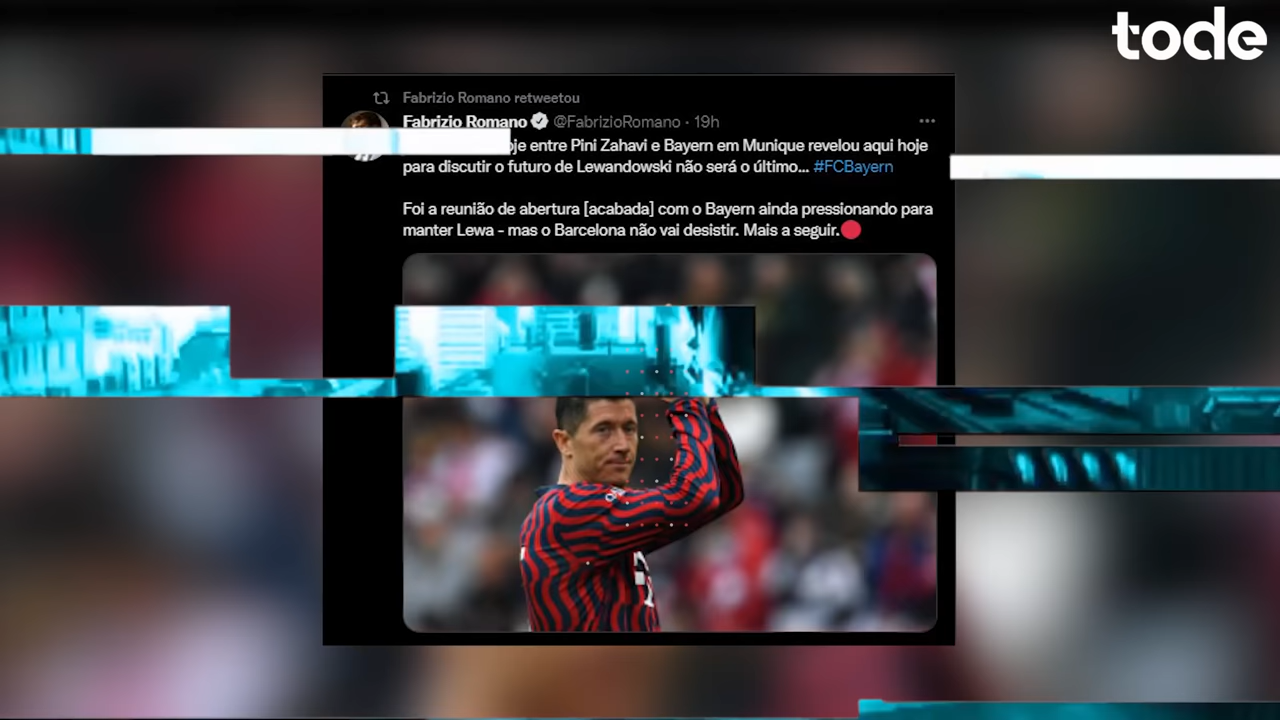 tode
Fabrizio Romano retweetou
Fabrizio Romano @FabrizioRomano · 19h
entre Pini Zahavi e Bayern em Munique revelou aqui hoje
para discutir o futuro de Lewandowski não será o último... #FCBayern
Foi a reunião de abertura [acabada] com o Bayern ainda pressionando para
manter Lewa - mas o Barcelona não vai desistir. Mais a seguir.